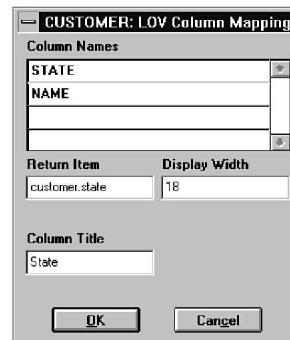 CUSTOMER: LOV Column Mapping
Column Names
STATE
NAME
Return Item Display Width
customer.state 18
Column Title
State
OK Cancel